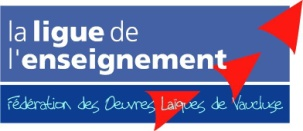 la ligue de
l'enseignement
Fédération des Oeuvres Laïques de Vaucluse